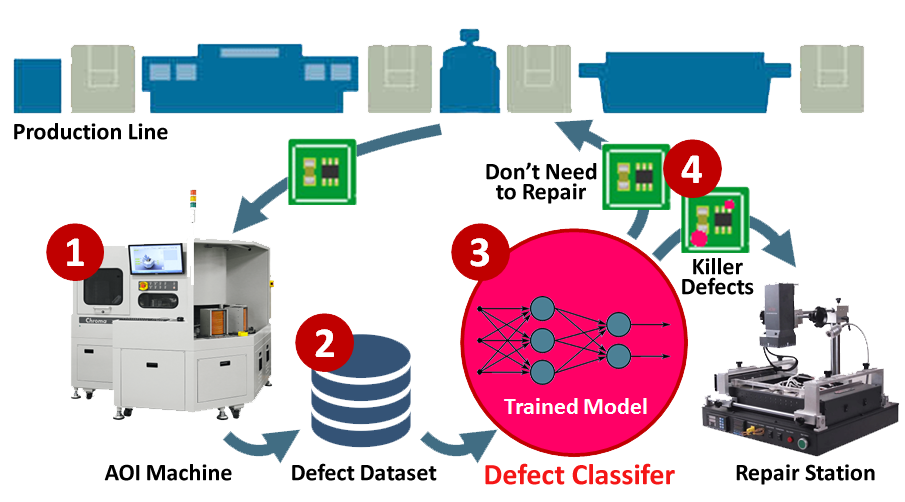 Production Line
Don't Need
to Repair
4
1
3
Killer
Defects
Chroma
2
Trained Model
AOI Machine
Defect Dataset
Defect Classifer
Repair Station